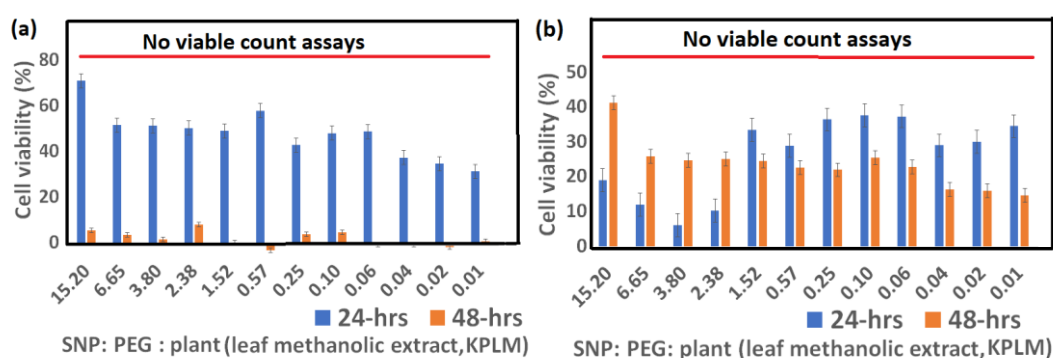 (a)
No viable count assays
Cell viability (%)
80
60
40
20
0
15.20 6.65 3.80 2.38 1.52 0.57 0.25 0.10 0.06 0.04 0.02 0.01
24-hrs 48-hrs
SNP: PEG : plant (leaf methanolic extract,KPLM)
(b)
No viable count assays
Cell viability (%)
50
40
30
20
10
0
15.20 6.65 3.80 2.38 1.52 0.57 0.25 0.10 0.06 0.04 0.02 0.01
24-hrs 48-hrs
SNP: PEG: plant (leaf methanolic extract, KPLM)